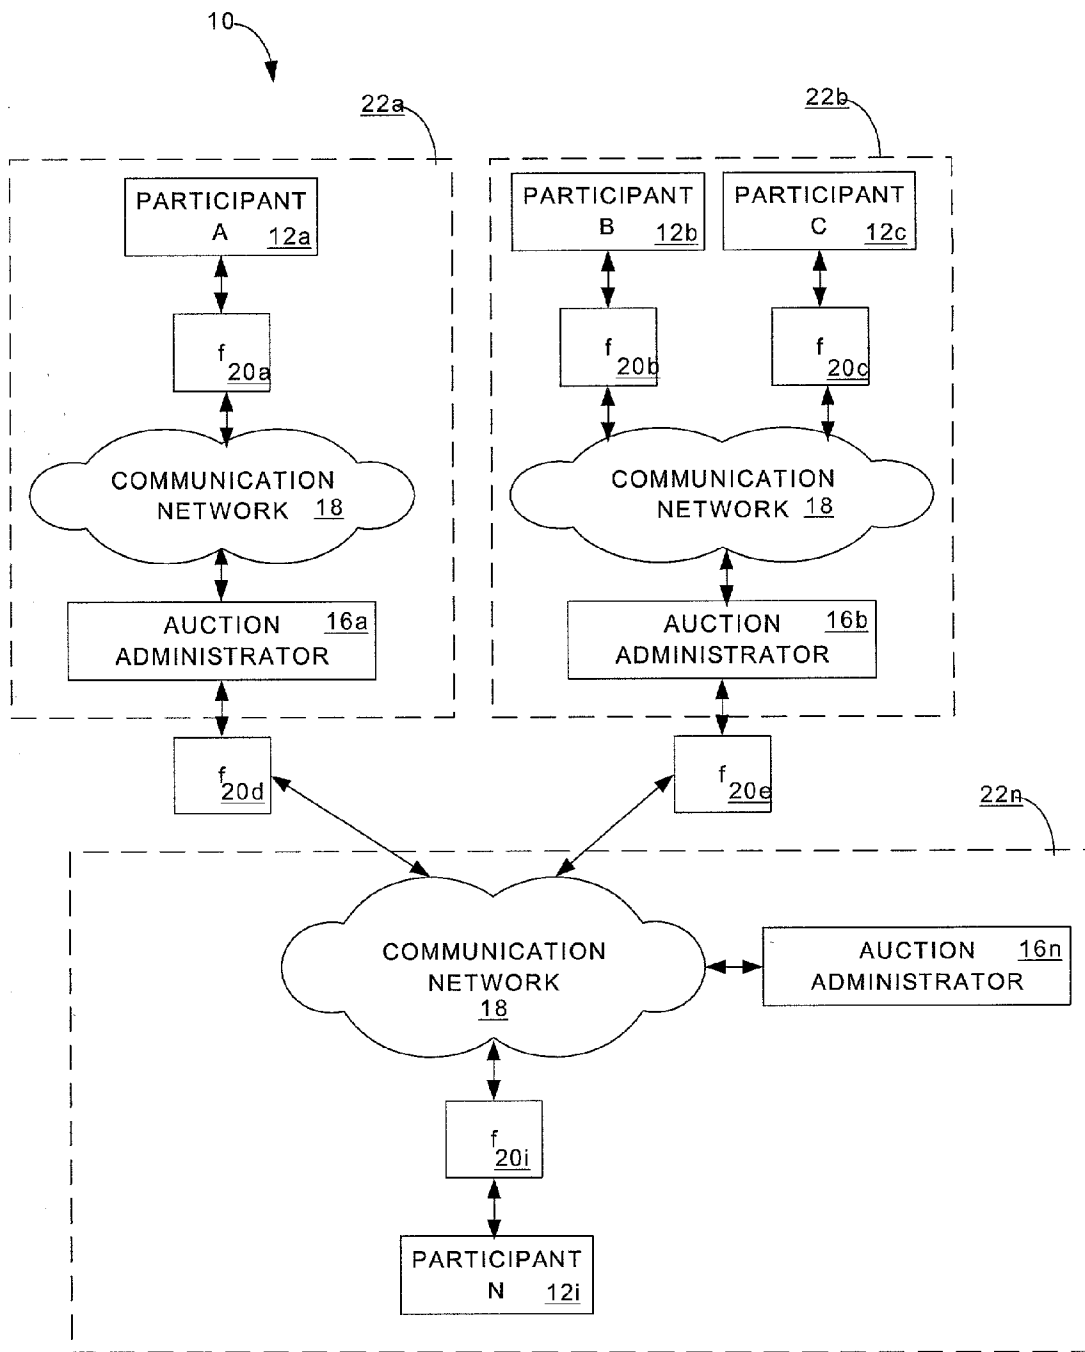 10
22a
22b
PARTICIPANT
A 12a
PARTICIPANT
B 12b
PARTICIPANT
C 12c
f 20a
f 20b
f 20c
COMMUNICATION
NETWORK 18
COMMUNICATION
NETWORK 18
AUCTION 16a
ADMINISTRATOR
AUCTION 16b
ADMINISTRATOR
f 20d
f 20e
22n
COMMUNICATION
NETWORK
18
AUCTION 16n
ADMINISTRATOR
f 20i
PARTICIPANT
N 12i